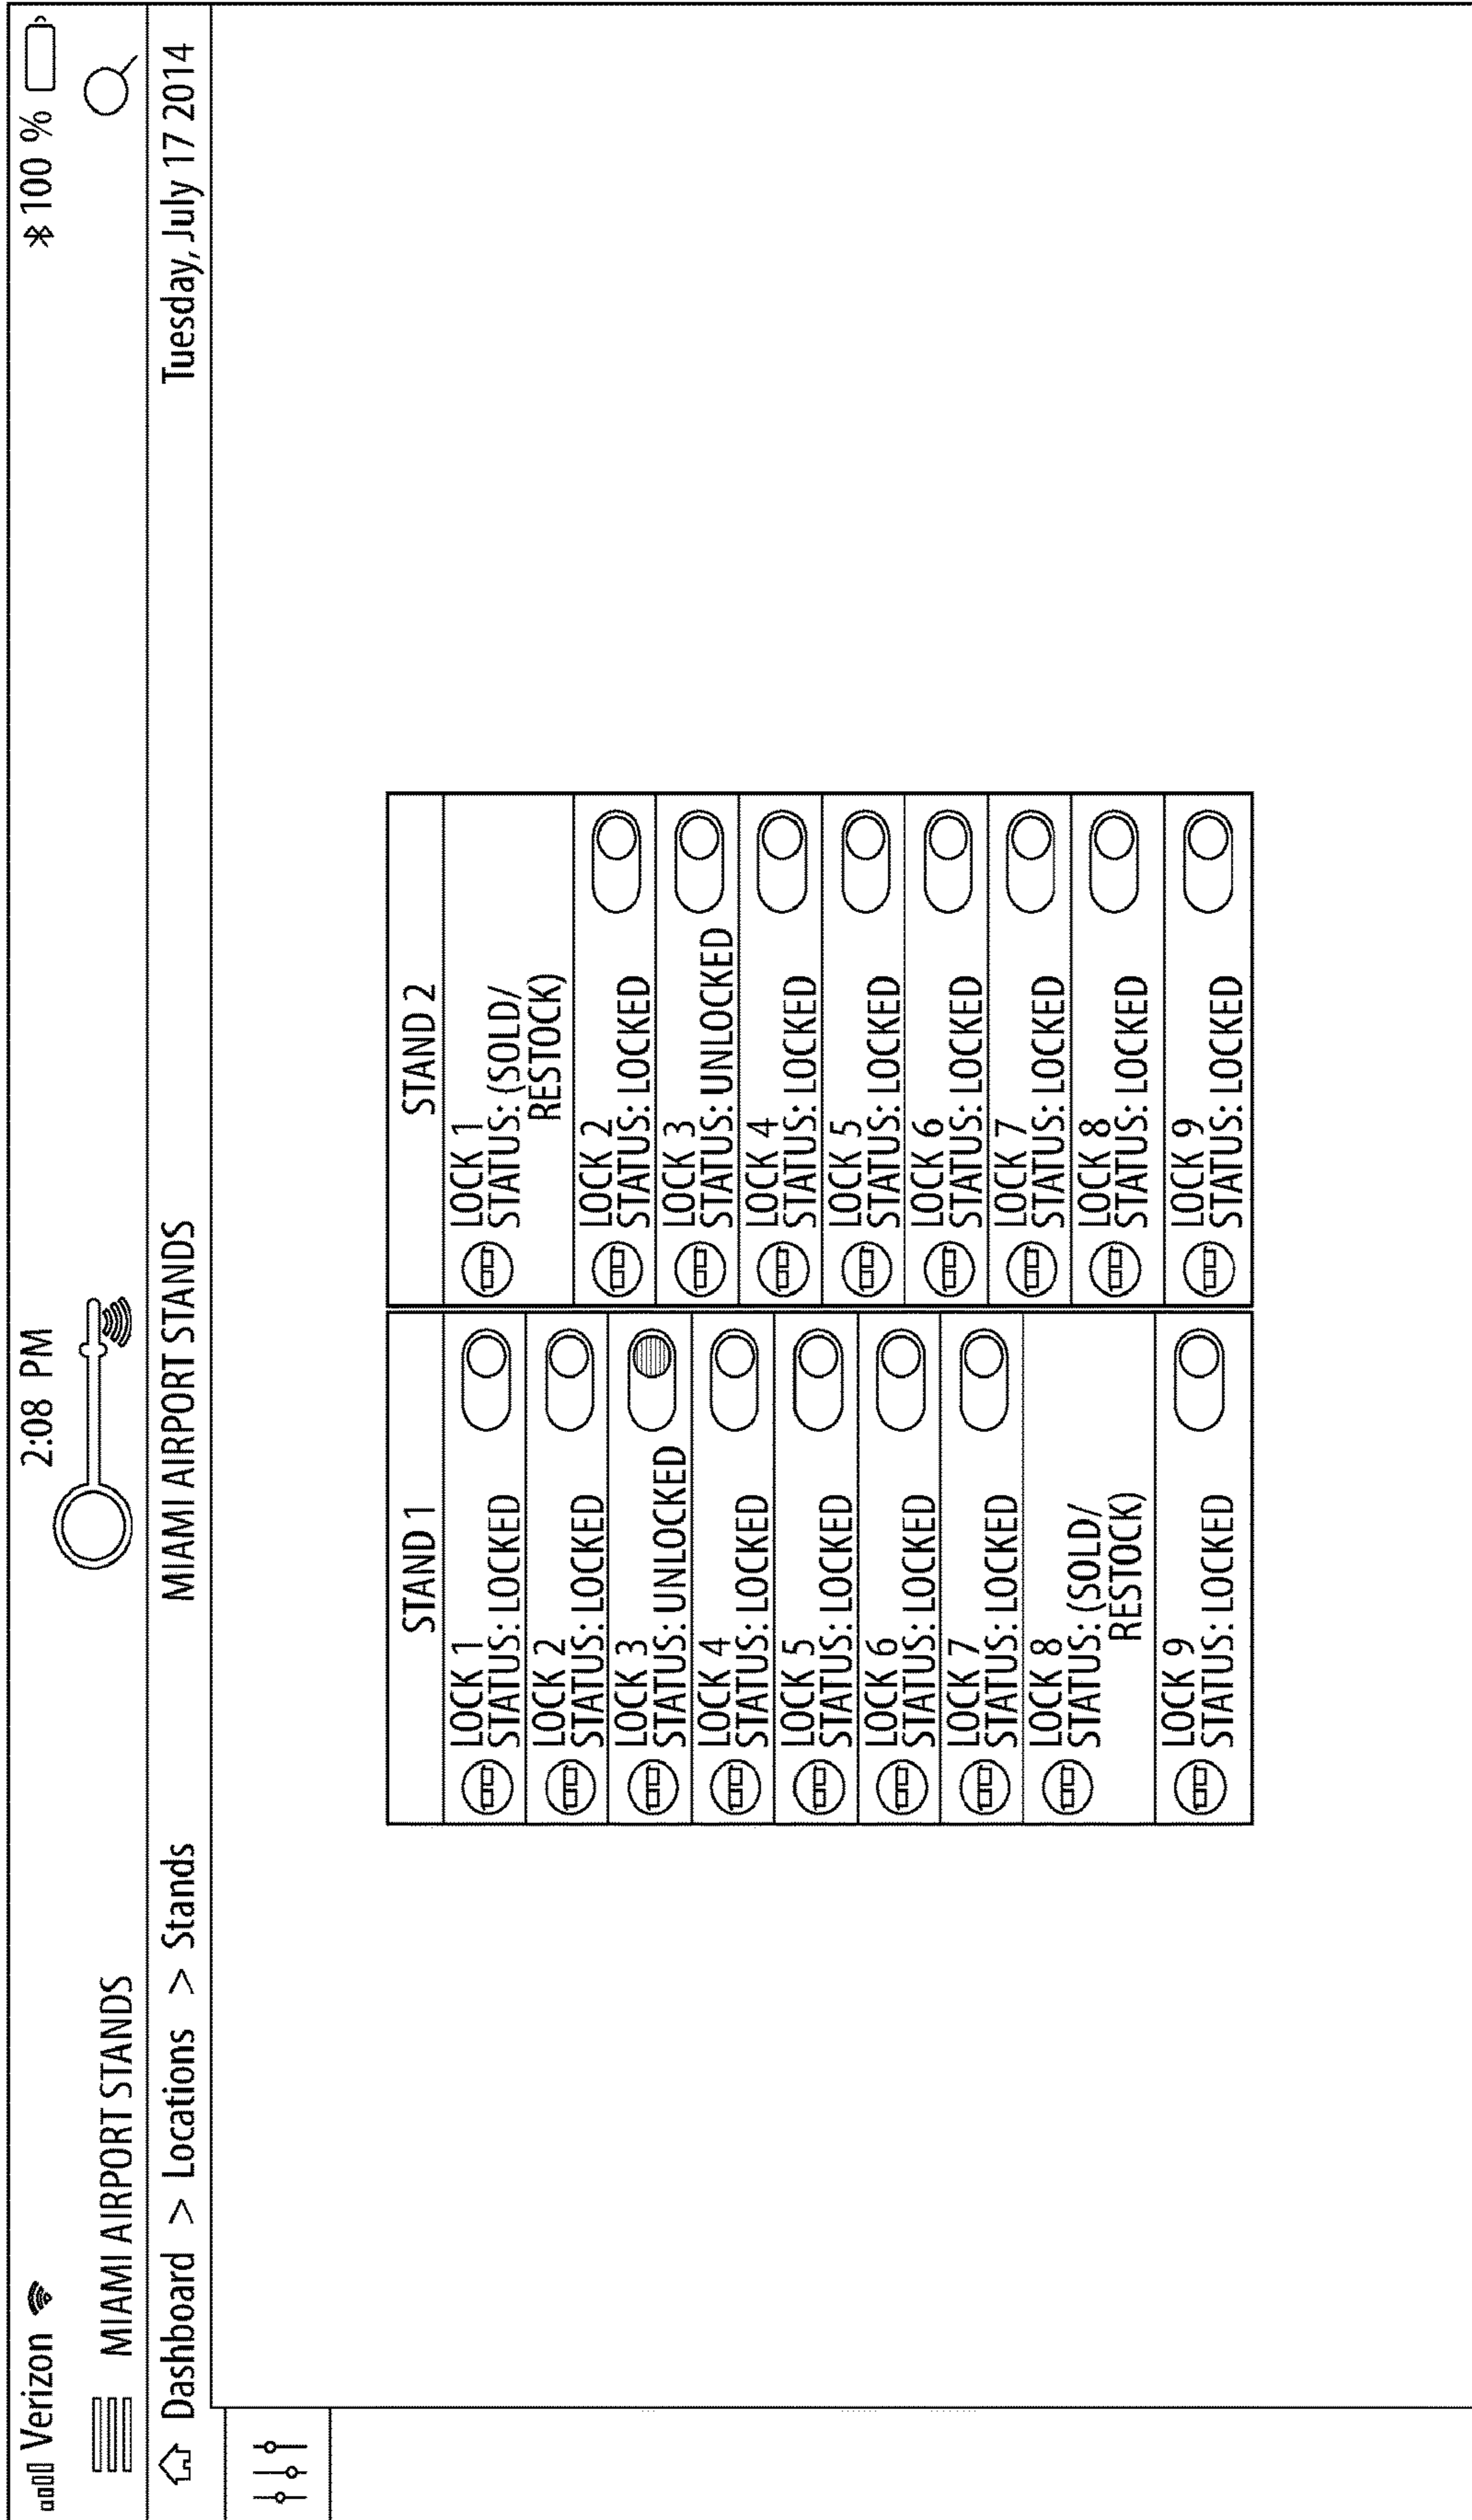 Verizon
2:08 PM
100 %
MIAMI AIRPORT STANDS
Dashboard > Locations > Stands
MIAMI AIRPORT STANDS
Tuesday, July 17 2014
STAND 1
LOCK 1
STATUS: LOCKED
LOCK 2
STATUS: LOCKED
LOCK 3
STATUS: UNLOCKED
LOCK 4
STATUS: LOCKED
LOCK 5
STATUS: LOCKED
LOCK 6
STATUS: LOCKED
LOCK 7
STATUS: LOCKED
LOCK 8
STATUS: (SOLD/
RESTOCK)
LOCK 9
STATUS: LOCKED
STAND 2
LOCK 1
STATUS: (SOLD/
RESTOCK)
LOCK 2
STATUS: LOCKED
LOCK 3
STATUS: UNLOCKED
LOCK 4
STATUS: LOCKED
LOCK 5
STATUS: LOCKED
LOCK 6
STATUS: LOCKED
LOCK 7
STATUS: LOCKED
LOCK 8
STATUS: LOCKED
LOCK 9
STATUS: LOCKED